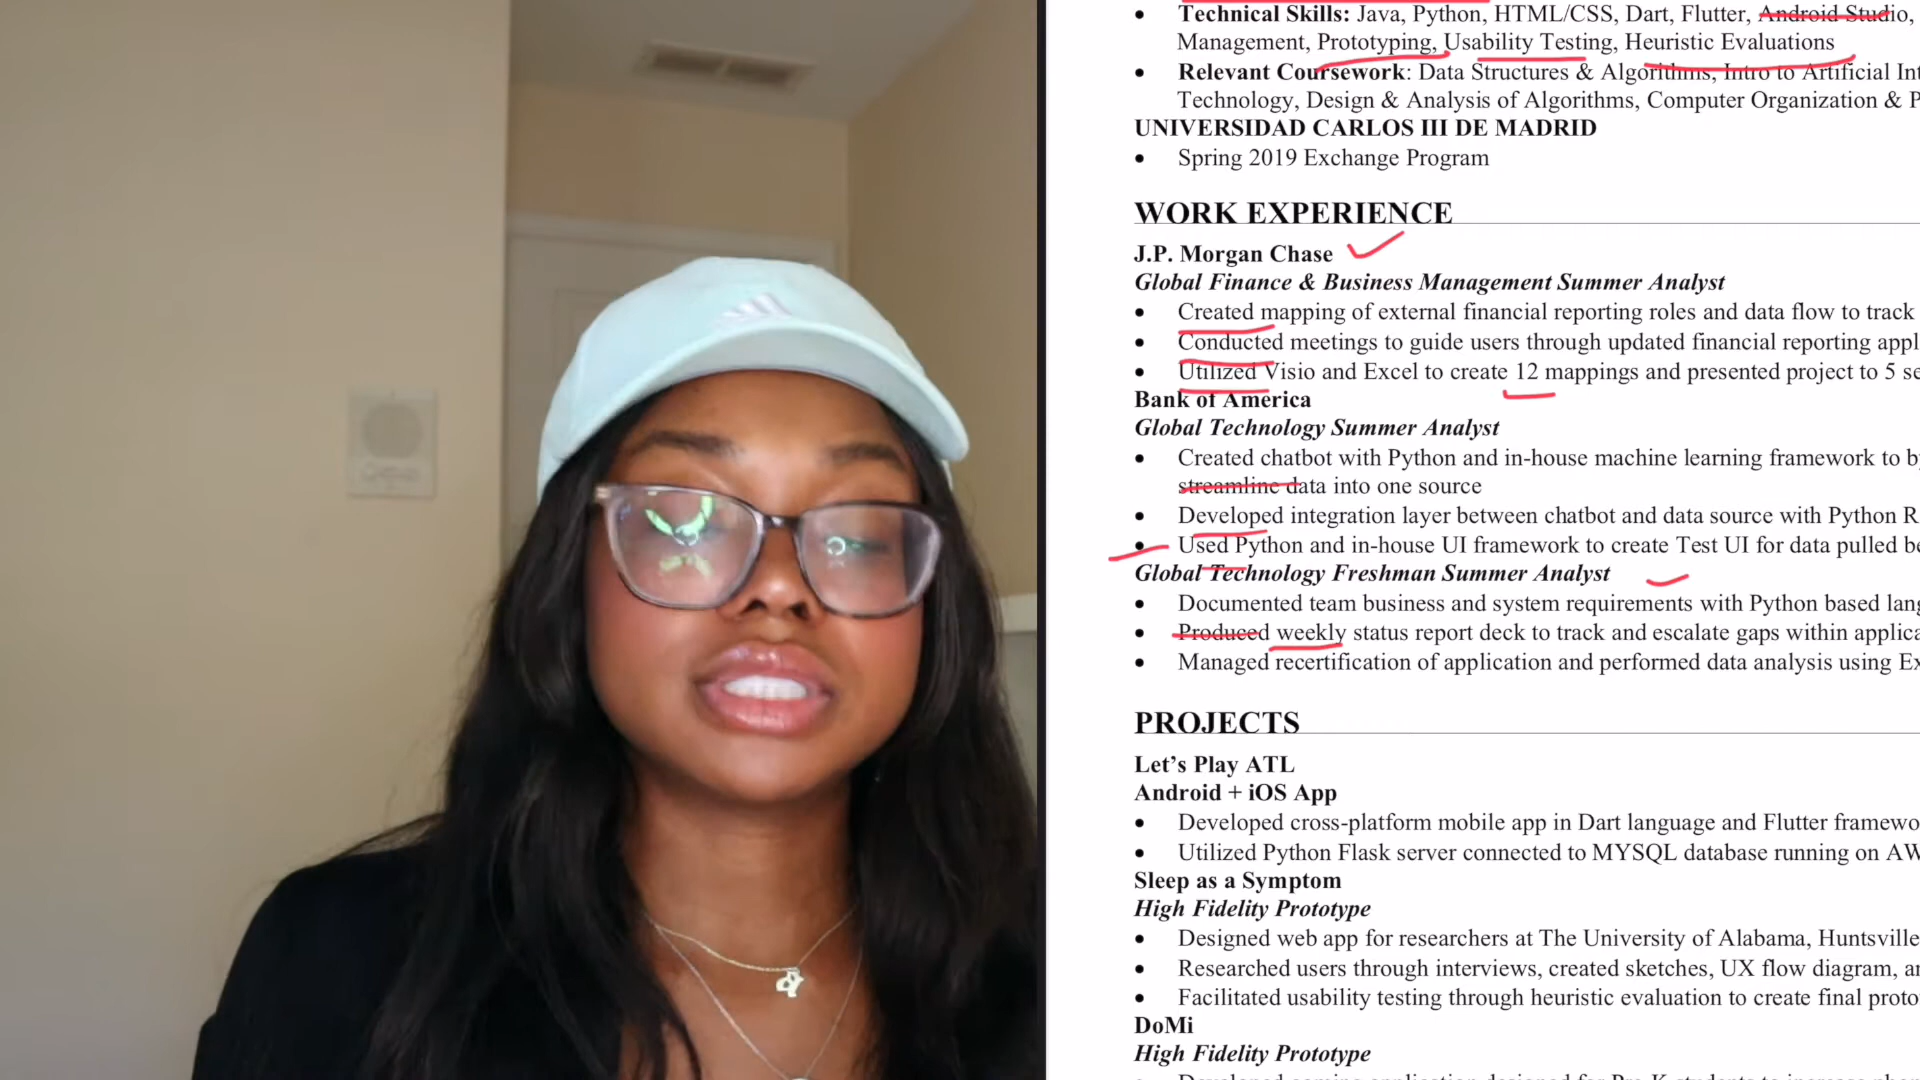 Technical Skills: Java, Python, HTML/CSS, Dart, Flutter, Android Studio,
Management, Prototyping, Usability Testing, Heuristic Evaluations
Relevant Coursework: Data Structures & Algorithms, Intro to Artificial Int
Technology, Design & Analysis of Algorithms, Computer Organization & P
UNIVERSIDAD CARLOS III DE MADRID
Spring 2019 Exchange Program
WORK EXPERIENCE
J.P. Morgan Chase
Global Finance & Business Management Summer Analyst
Created mapping of external financial reporting roles and data flow to track
Conducted meetings to guide users through updated financial reporting appl
Utilized Visio and Excel to create 12 mappings and presented project to 5 se
Bank of America
Global Technology Summer Analyst
Created chatbot with Python and in-house machine learning framework to by
streamline data into one source
Developed integration layer between chatbot and data source with Python R
Used Python and in-house UI framework to create Test UI for data pulled be
Global Technology Freshman Summer Analyst
Documented team business and system requirements with Python based lang
Produced weekly status report deck to track and escalate gaps within applica
Managed recertification of application and performed data analysis using Ex
PROJECTS
Let's Play ATL
Android + iOS App
Developed cross-platform mobile app in Dart language and Flutter framewo
Utilized Python Flask server connected to MYSQL database running on AW
Sleep as a Symptom
High Fidelity Prototype
Designed web app for researchers at The University of Alabama, Huntsville
Researched users through interviews, created sketches, UX flow diagram, an
Facilitated usability testing through heuristic evaluation to create final proto
DoMi
High Fidelity Prototype